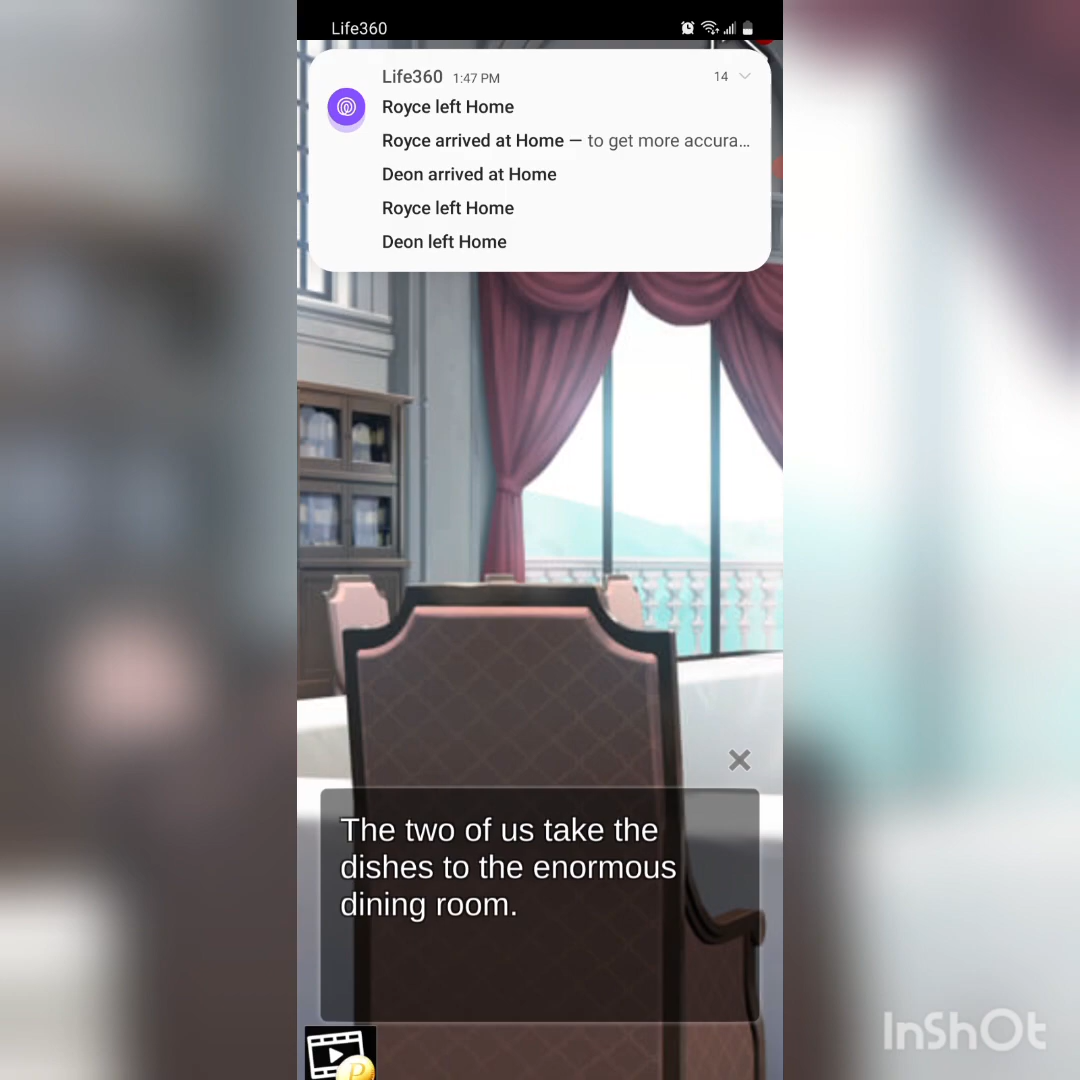 Life360
Life360 1:47 PM 14
Royce left Home
Royce arrived at Home — to get more accura...
Deon arrived at Home
Royce left Home
Deon left Home
The two of us take the
dishes to the enormous
dining room.
P
InShOt